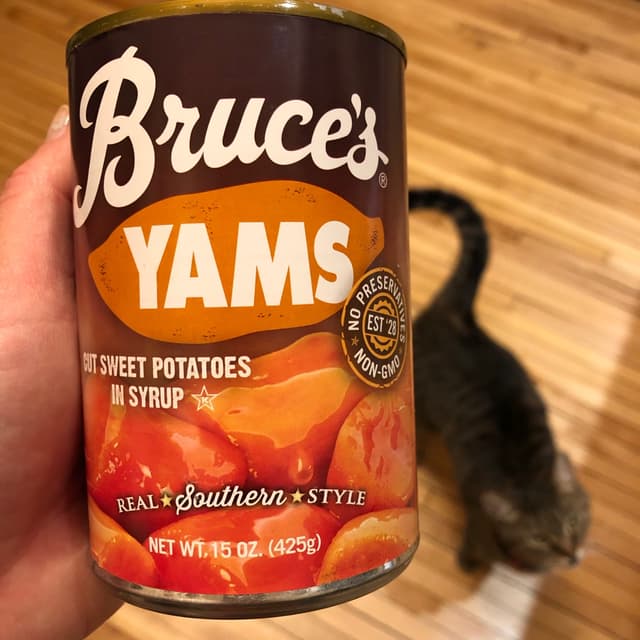 Bruce's®
YAMS
NO PRESERVATIVES
EST '28
NON-GMO
CUT SWEET POTATOES
IN SYRUP K
REAL Southern STYLE
NET WT. 15 OZ. (425g)